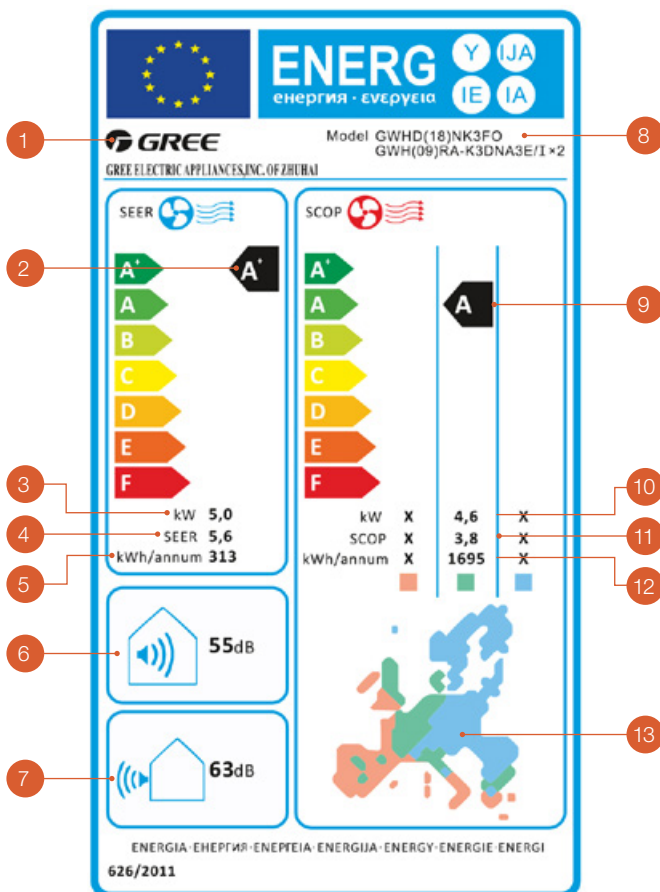 ENERG Y IJA
енергия · ενεργεια IE IA
1 GREE Model GWHD(18)NK3FO 8
GWH(09)RA-K3DNA3E/I×2
GREE ELECTRIC APPLIANCES,INC. OF ZHUHAI
SEER SCOP
2 A+ A+ A+
A A A 9
B B
C C
D D
E E
F F
3 kW 5,0 kW X 4,6 X 10
4 SEER 5,6 SCOP X 3,8 X 11
5 kWh/annum 313 kWh/annum X 1695 X 12
6 55dB
7 63dB 13
ENERGIA·ЕНЕРГИЯ·ΕΝΕΡΓΕΙΑ·ENERGIJA·ENERGY·ENERGIE·ENERGI
626/2011